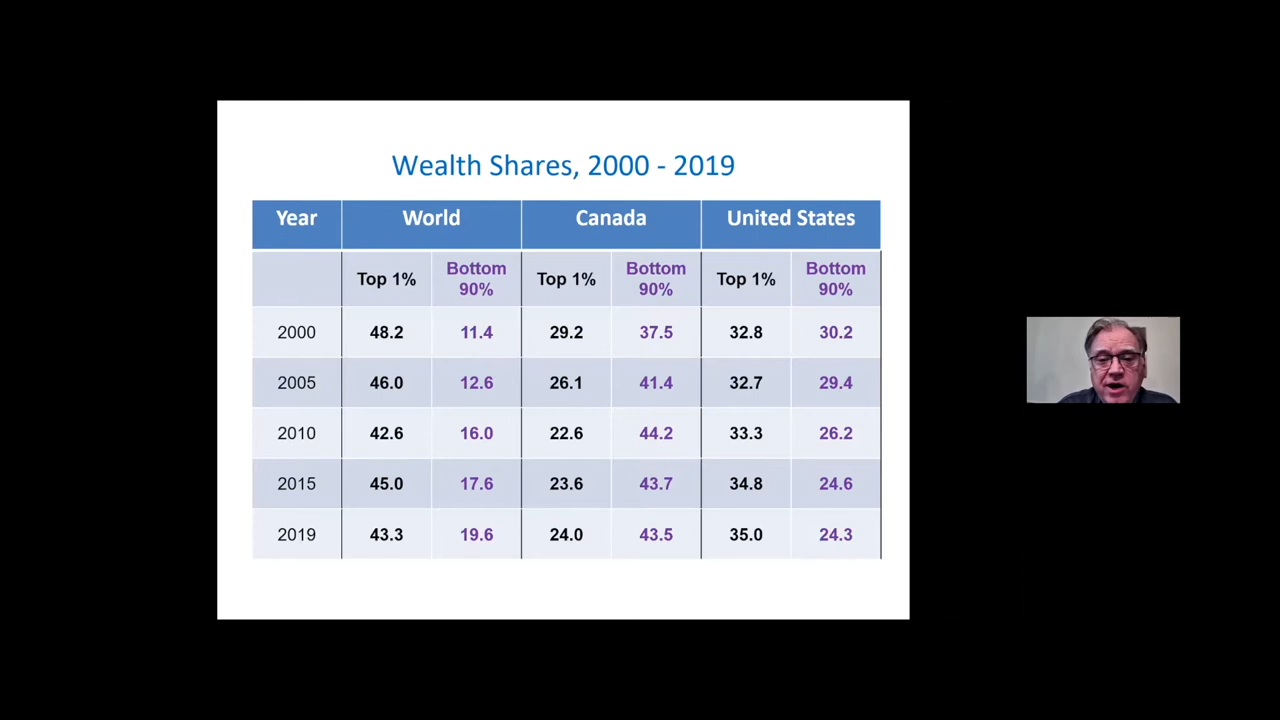 Wealth Shares, 2000 - 2019
Year World Canada United States
Top 1% Bottom 90% Top 1% Bottom 90% Top 1% Bottom 90%
2000 48.2 11.4 29.2 37.5 32.8 30.2
2005 46.0 12.6 26.1 41.4 32.7 29.4
2010 42.6 16.0 22.6 44.2 33.3 26.2
2015 45.0 17.6 23.6 43.7 34.8 24.6
2019 43.3 19.6 24.0 43.5 35.0 24.3